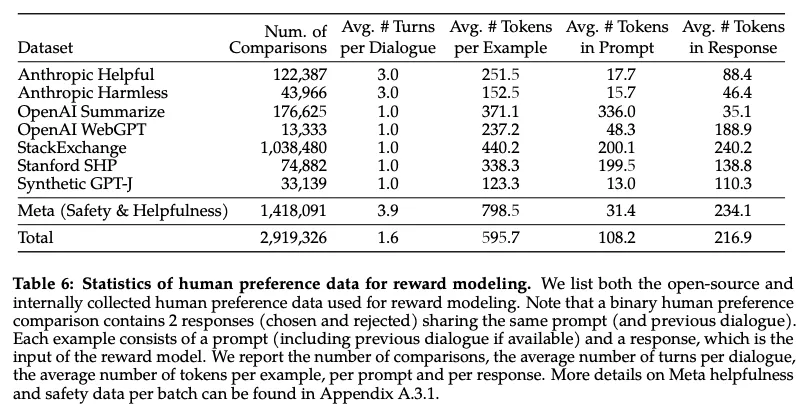 Dataset Num. of Comparisons Avg. # Turns per Dialogue Avg. # Tokens per Example Avg. # Tokens in Prompt Avg. # Tokens in Response
Anthropic Helpful 122,387 3.0 251.5 17.7 88.4
Anthropic Harmless 43,966 3.0 152.5 15.7 46.4
OpenAI Summarize 176,625 1.0 371.1 336.0 35.1
OpenAI WebGPT 13,333 1.0 237.2 48.3 188.9
StackExchange 1,038,480 1.0 440.2 200.1 240.2
Stanford SHP 74,882 1.0 338.3 199.5 138.8
Synthetic GPT-J 33,139 1.0 123.3 13.0 110.3
Meta (Safety & Helpfulness) 1,418,091 3.9 798.5 31.4 234.1
Total 2,919,326 1.6 595.7 108.2 216.9
Table 6: Statistics of human preference data for reward modeling. We list both the open-source and
internally collected human preference data used for reward modeling. Note that a binary human preference
comparison contains 2 responses (chosen and rejected) sharing the same prompt (and previous dialogue).
Each example consists of a prompt (including previous dialogue if available) and a response, which is the
input of the reward model. We report the number of comparisons, the average number of turns per dialogue,
the average number of tokens per example, per prompt and per response. More details on Meta helpfulness
and safety data per batch can be found in Appendix A.3.1.